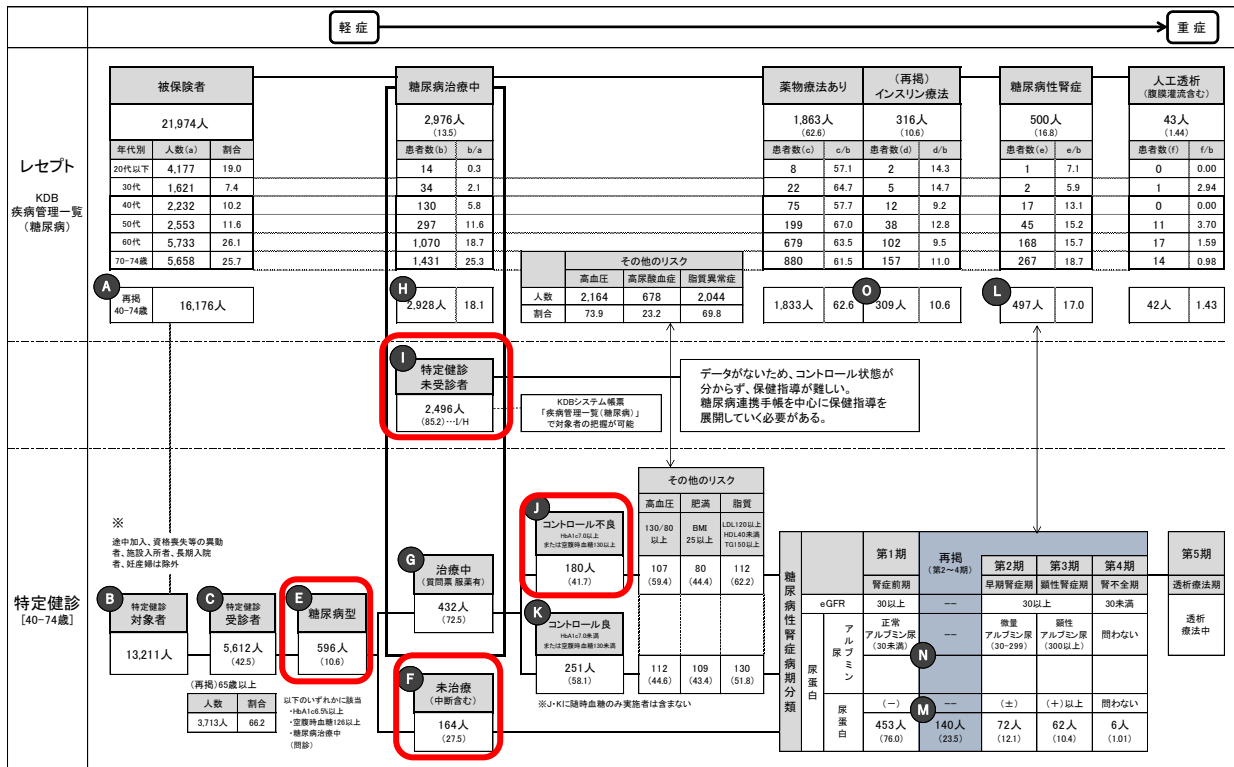 軽症
重症
レセプト
KDB
疾病管理一覧
(糖尿病)
被保険者
21,974人
年代別 人数(a) 割合
20代以下 4,177 19.0
30代 1,621 7.4
40代 2,232 10.2
50代 2,553 11.6
60代 5,733 26.1
70-74歳 5,658 25.7
A
再掲
40-74歳
16,176人
糖尿病治療中
2,976人
(13.5)
患者数(b) b/a
14 0.3
34 2.1
130 5.8
297 11.6
1,070 18.7
1,431 25.3
H
2,928人 18.1
その他のリスク
高血圧 高尿酸血症 脂質異常症
人数 2,164 678 2,044
割合 73.9 23.2 69.8
薬物療法あり
1,863人
(62.6)
患者数(c) c/b
8 57.1
22 64.7
75 57.7
199 67.0
679 63.5
880 61.5
1,833人 62.6
(再掲)
インスリン療法
316人
(10.6)
患者数(d) d/b
2 14.3
5 14.7
12 9.2
38 12.8
102 9.5
157 11.0
O
309人 10.6
糖尿病性腎症
500人
(16.8)
患者数(e) e/b
1 7.1
2 5.9
17 13.1
45 15.2
168 15.7
267 18.7
L
497人 17.0
人工透析
(腹膜灌流含む)
43人
(1.44)
患者数(f) f/b
0 0.00
1 2.94
0 0.00
11 3.70
17 1.59
14 0.98
42人 1.43
I
特定健診
未受診者
2,496人
(85.2)…I/H
KDBシステム帳票
「疾病管理一覧(糖尿病)」
で対象者の把握が可能
データがないため、コントロール状態が
分からず、保健指導が難しい。
糖尿病連携手帳を中心に保健指導を
展開していく必要がある。
特定健診
[40-74歳]
※
途中加入、資格喪失等の異動
者、施設入所者、長期入院
者、妊産婦は除外
B
特定健診
対象者
13,211人
C
特定健診
受診者
5,612人
(42.5)
(再掲)65歳以上
人数 割合
3,713人 66.2
E
糖尿病型
596人
(10.6)
以下のいずれかに該当
・HbA1c6.5%以上
・空腹時血糖126以上
・糖尿病治療中
(問診)
G
治療中
(質問票 服薬有)
432人
(72.5)
F
未治療
(中断含む)
164人
(27.5)
J
コントロール不良
HbA1c7.0以上
または空腹時血糖130以上
180人
(41.7)
K
コントロール良
HbA1c7.0未満
または空腹時血糖130未満
251人
(58.1)
※J・Kに随時血糖のみ実施者は含まない
その他のリスク
高血圧 肥満 脂質
130/80
以上
BMI
25以上
LDL120以上
HDL40未満
TG150以上
107 80 112
(59.4) (44.4) (62.2)
112 109 130
(44.6) (43.4) (51.8)
糖尿病性腎症病期分類
第1期 再掲
(第2~4期)
第2期 第3期 第4期 第5期
腎症前期 早期腎症期 顕性腎症期 腎不全期 透析療法期
eGFR 30以上 -- 30以上 30未満
尿蛋白
尿アルブミン
正常
アルブミン尿
(30未満)
--
微量
アルブミン尿
(30-299)
顕性
アルブミン尿
(300以上)
問わない
透析
療法中
N
尿蛋白
(-) -- (±) (+)以上 問わない
M
453人 140人 72人 62人 6人
(76.0) (23.5) (12.1) (10.4) (1.01)